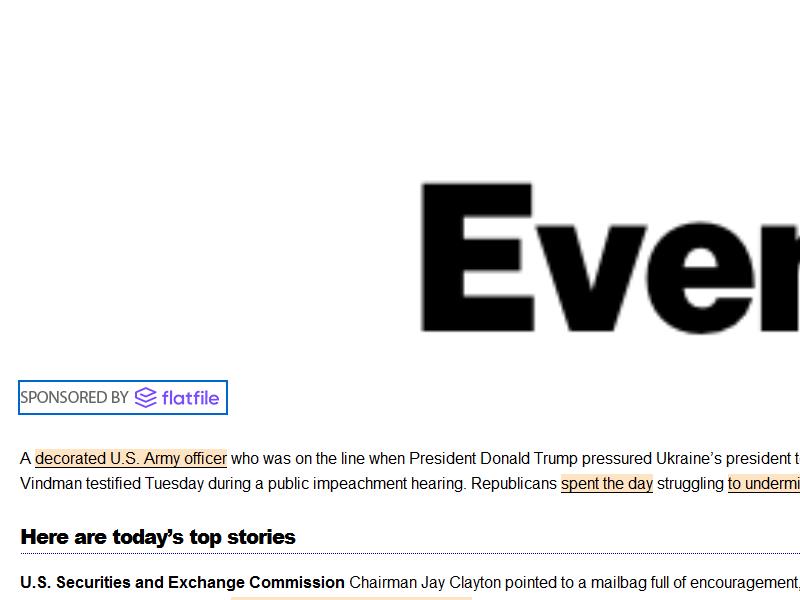 Ever
SPONSORED BY flatfile
A decorated U.S. Army officer who was on the line when President Donald Trump pressured Ukraine’s president
Vindman testified Tuesday during a public impeachment hearing. Republicans spent the day struggling to
Here are today’s top stories
U.S. Securities and Exchange Commission Chairman Jay Clayton pointed to a mailbag full of encouragement,